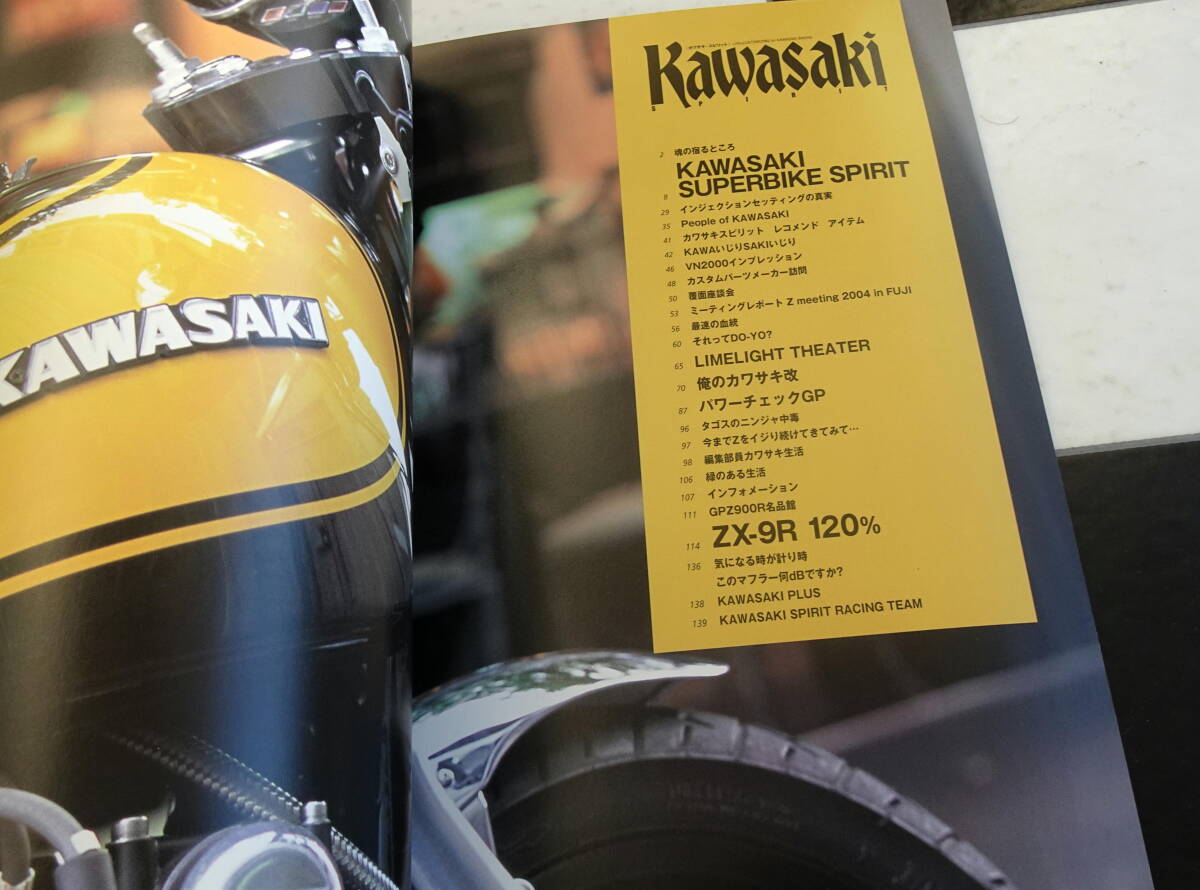 KAWASAKI
Kawasaki
SPIRIT
2 魂の宿るところ
8 KAWASAKI
SUPERBIKE SPIRIT
29 インジェクションセッティングの真実
35 People of KAWASAKI
41 カワサキスピリット レコメンド アイテム
42 KAWAいじりSAKIいじり
46 VN2000インプレッション
48 カスタムパーツメーカー訪問
50 覆面座談会
53 ミーティングレポート Z meeting 2004 in FUJI
56 最速の血統
60 それってDO-YO?
65 LIMELIGHT THEATER
70 俺のカワサキ改
87 パワーチェックGP
96 タゴスのニンジャ中毒
97 今までZをイジり続けてきてみて…
98 編集部員カワサキ生活
106 緑のある生活
107 インフォメーション
111 GPZ900R名品館
114 ZX-9R 120%
136 気になる時が計り時
このマフラー何dBですか?
138 KAWASAKI PLUS
139 KAWASAKI SPIRIT RACING TEAM